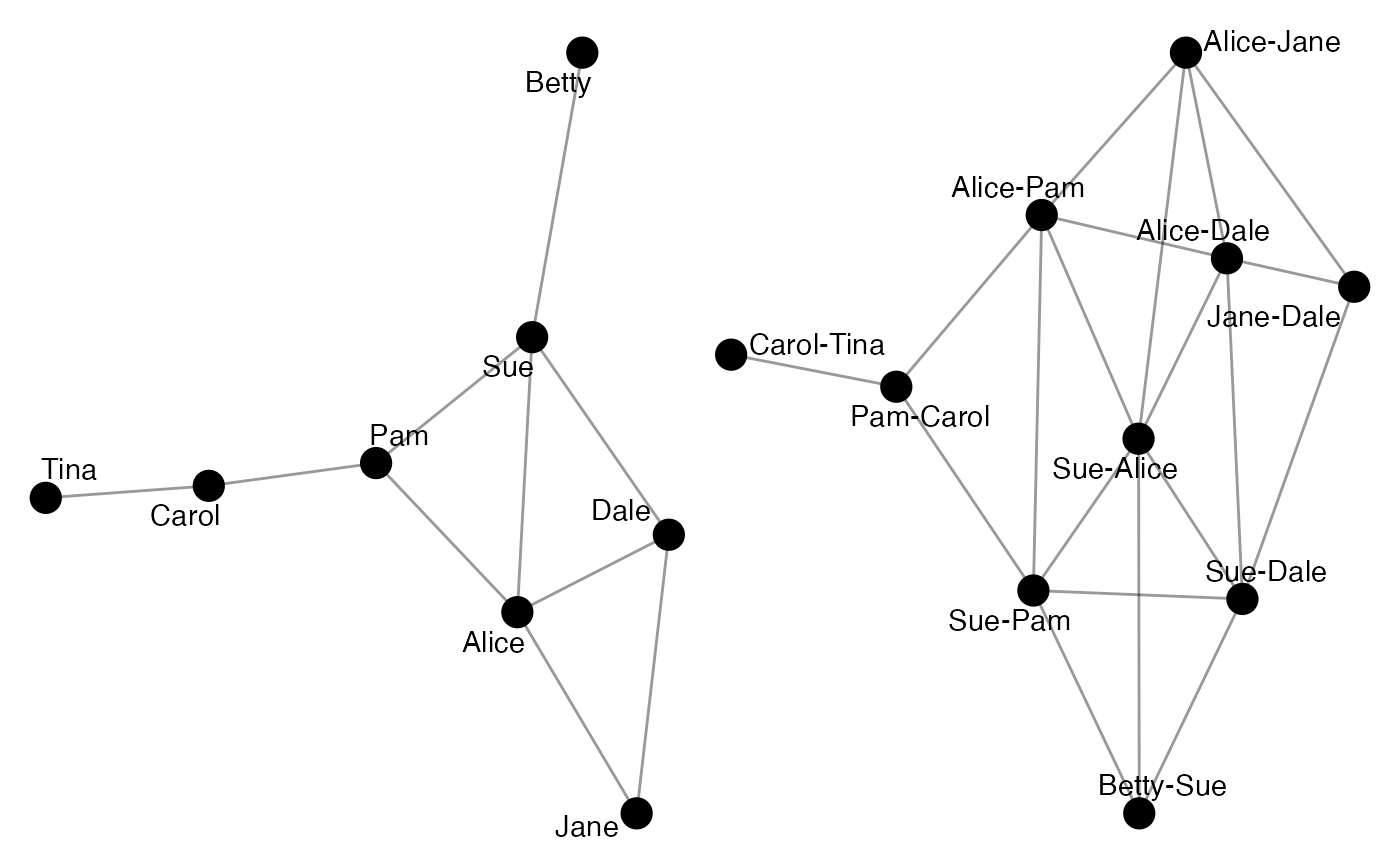 Betty
Sue
Pam
Tina
Carol
Dale
Alice
Jane
Alice-Jane
Alice-Pam
Alice-Dale
Jane-Dale
Carol-Tina
Pam-Carol
Sue-Alice
Sue-Dale
Sue-Pam
Betty-Sue